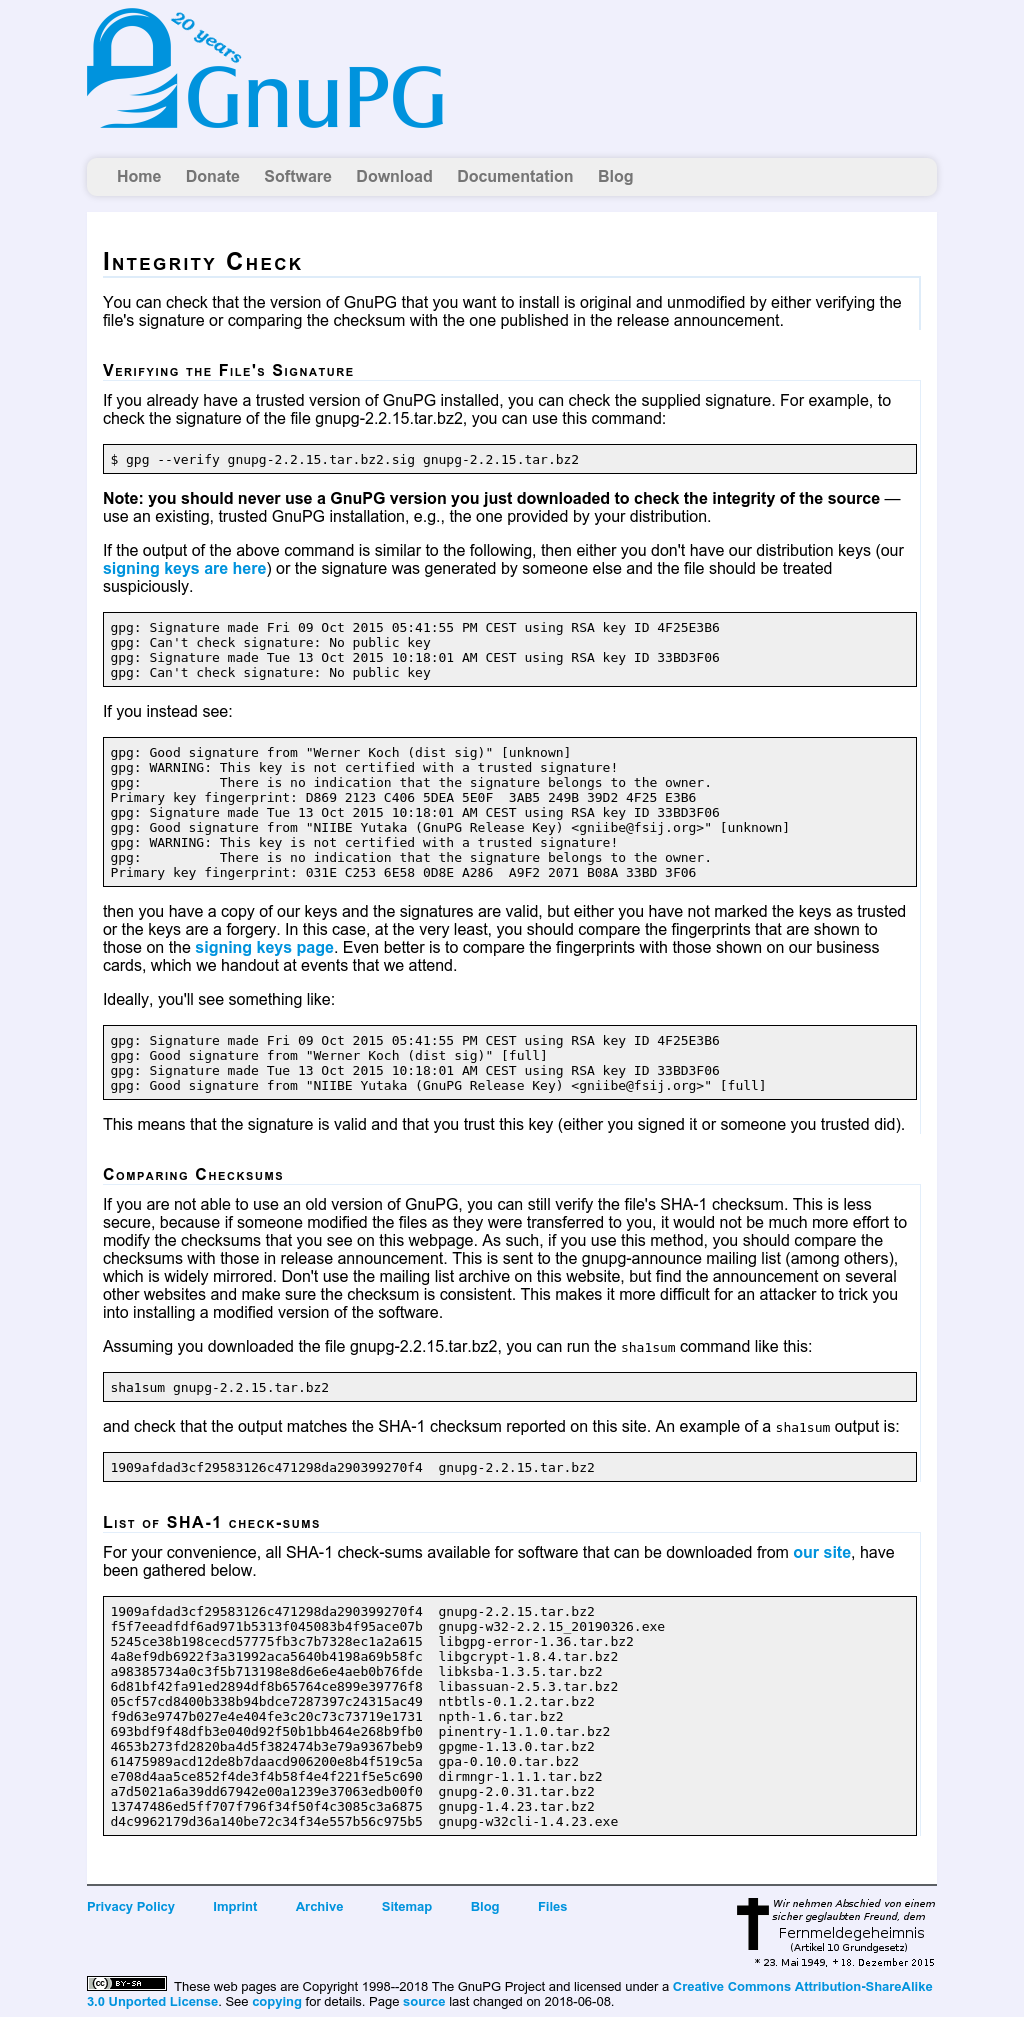 20 years
GnuPG
Home Donate Software Download Documentation Blog
Integrity Check
You can check that the version of GnuPG that you want to install is original and unmodified by either verifying the
file's signature or comparing the checksum with the one published in the release announcement.
Verifying the File's Signature
If you already have a trusted version of GnuPG installed, you can check the supplied signature. For example, to
check the signature of the file gnupg-2.2.15.tar.bz2, you can use this command:
$ gpg --verify gnupg-2.2.15.tar.bz2.sig gnupg-2.2.15.tar.bz2
Note: you should never use a GnuPG version you just downloaded to check the integrity of the source —
use an existing, trusted GnuPG installation, e.g., the one provided by your distribution.
If the output of the above command is similar to the following, then either you don't have our distribution keys (our
signing keys are here) or the signature was generated by someone else and the file should be treated
suspiciously.
gpg: Signature made Fri 09 Oct 2015 05:41:55 PM CEST using RSA key ID 4F25E3B6
gpg: Can't check signature: No public key
gpg: Signature made Tue 13 Oct 2015 10:18:01 AM CEST using RSA key ID 33BD3F06
gpg: Can't check signature: No public key
If you instead see:
gpg: Good signature from "Werner Koch (dist sig)" [unknown]
gpg: WARNING: This key is not certified with a trusted signature!
gpg:          There is no indication that the signature belongs to the owner.
Primary key fingerprint: D869 2123 C406 5DEA 5E0F  3AB5 249B 39D2 4F25 E3B6
gpg: Signature made Tue 13 Oct 2015 10:18:01 AM CEST using RSA key ID 33BD3F06
gpg: Good signature from "NIIBE Yutaka (GnuPG Release Key) <gniibe@fsij.org>" [unknown]
gpg: WARNING: This key is not certified with a trusted signature!
gpg:          There is no indication that the signature belongs to the owner.
Primary key fingerprint: 031E C253 6E58 0D8E A286  A9F2 2071 B08A 33BD 3F06
then you have a copy of our keys and the signatures are valid, but either you have not marked the keys as trusted
or the keys are a forgery. In this case, at the very least, you should compare the fingerprints that are shown to
those on the signing keys page. Even better is to compare the fingerprints with those shown on our business
cards, which we handout at events that we attend.
Ideally, you'll see something like:
gpg: Signature made Fri 09 Oct 2015 05:41:55 PM CEST using RSA key ID 4F25E3B6
gpg: Good signature from "Werner Koch (dist sig)" [full]
gpg: Signature made Tue 13 Oct 2015 10:18:01 AM CEST using RSA key ID 33BD3F06
gpg: Good signature from "NIIBE Yutaka (GnuPG Release Key) <gniibe@fsij.org>" [full]
This means that the signature is valid and that you trust this key (either you signed it or someone you trusted did).
Comparing Checksums
If you are not able to use an old version of GnuPG, you can still verify the file's SHA-1 checksum. This is less
secure, because if someone modified the files as they were transferred to you, it would not be much more effort to
modify the checksums that you see on this webpage. As such, if you use this method, you should compare the
checksums with those in release announcement. This is sent to the gnupg-announce mailing list (among others),
which is widely mirrored. Don't use the mailing list archive on this website, but find the announcement on several
other websites and make sure the checksum is consistent. This makes it more difficult for an attacker to trick you
into installing a modified version of the software.
Assuming you downloaded the file gnupg-2.2.15.tar.bz2, you can run the sha1sum command like this:
sha1sum gnupg-2.2.15.tar.bz2
and check that the output matches the SHA-1 checksum reported on this site. An example of a sha1sum output is:
1909afdad3cf29583126c471298da290399270f4  gnupg-2.2.15.tar.bz2
List of SHA-1 check-sums
For your convenience, all SHA-1 check-sums available for software that can be downloaded from our site, have
been gathered below.
1909afdad3cf29583126c471298da290399270f4  gnupg-2.2.15.tar.bz2
f5f7eeadfdf6ad971b5313f045083b4f95ace07b  gnupg-w32-2.2.15_20190326.exe
5245ce38b198cecd57775fb3c7b7328ec1a2a615  libgpg-error-1.36.tar.bz2
4a8ef9db6922f3a31992aca5640b4198a69b58fc  libgcrypt-1.8.4.tar.bz2
a98385734a0c3f5b713198e8d6e6e4aeb0b76fde  libksba-1.3.5.tar.bz2
6d81bf42fa91ed2894df8b65764ce899e39776f8  libassuan-2.5.3.tar.bz2
05cf57cd8400b338b94bdce7287397c24315ac49  ntbtls-0.1.2.tar.bz2
f9d63e9747b027e4e404fe3c20c73c73719e1731  npth-1.6.tar.bz2
693bdf9f48dfb3e040d92f50b1bb464e268b9fb0  pinentry-1.1.0.tar.bz2
4653b273fd2820ba4d5f382474b3e79a9367beb9  gpgme-1.13.0.tar.bz2
61475989acd12de8b7daacd906200e8b4f519c5a  gpa-0.10.0.tar.bz2
e708d4aa5ce852f4de3f4b58f4e4f221f5e5c690  dirmngr-1.1.1.tar.bz2
a7d5021a6a39dd67942e00a1239e37063edb00f0  gnupg-2.0.31.tar.bz2
13747486ed5ff707f796f34f50f4c3085c3a6875  gnupg-1.4.23.tar.bz2
d4c9962179d36a140be72c34f34e557b56c975b5  gnupg-w32cli-1.4.23.exe
Privacy Policy Imprint Archive Sitemap Blog Files
Wir nehmen Abschied von einem
sicher geglaubten Freund, dem
Fernmeldegeheimnis
(Artikel 10 Grundgesetz)
* 23. Mai 1949, + 18. Dezember 2015
(cc) BY-SA These web pages are Copyright 1998--2018 The GnuPG Project and licensed under a Creative Commons Attribution-ShareAlike
3.0 Unported License. See copying for details. Page source last changed on 2018-06-08.